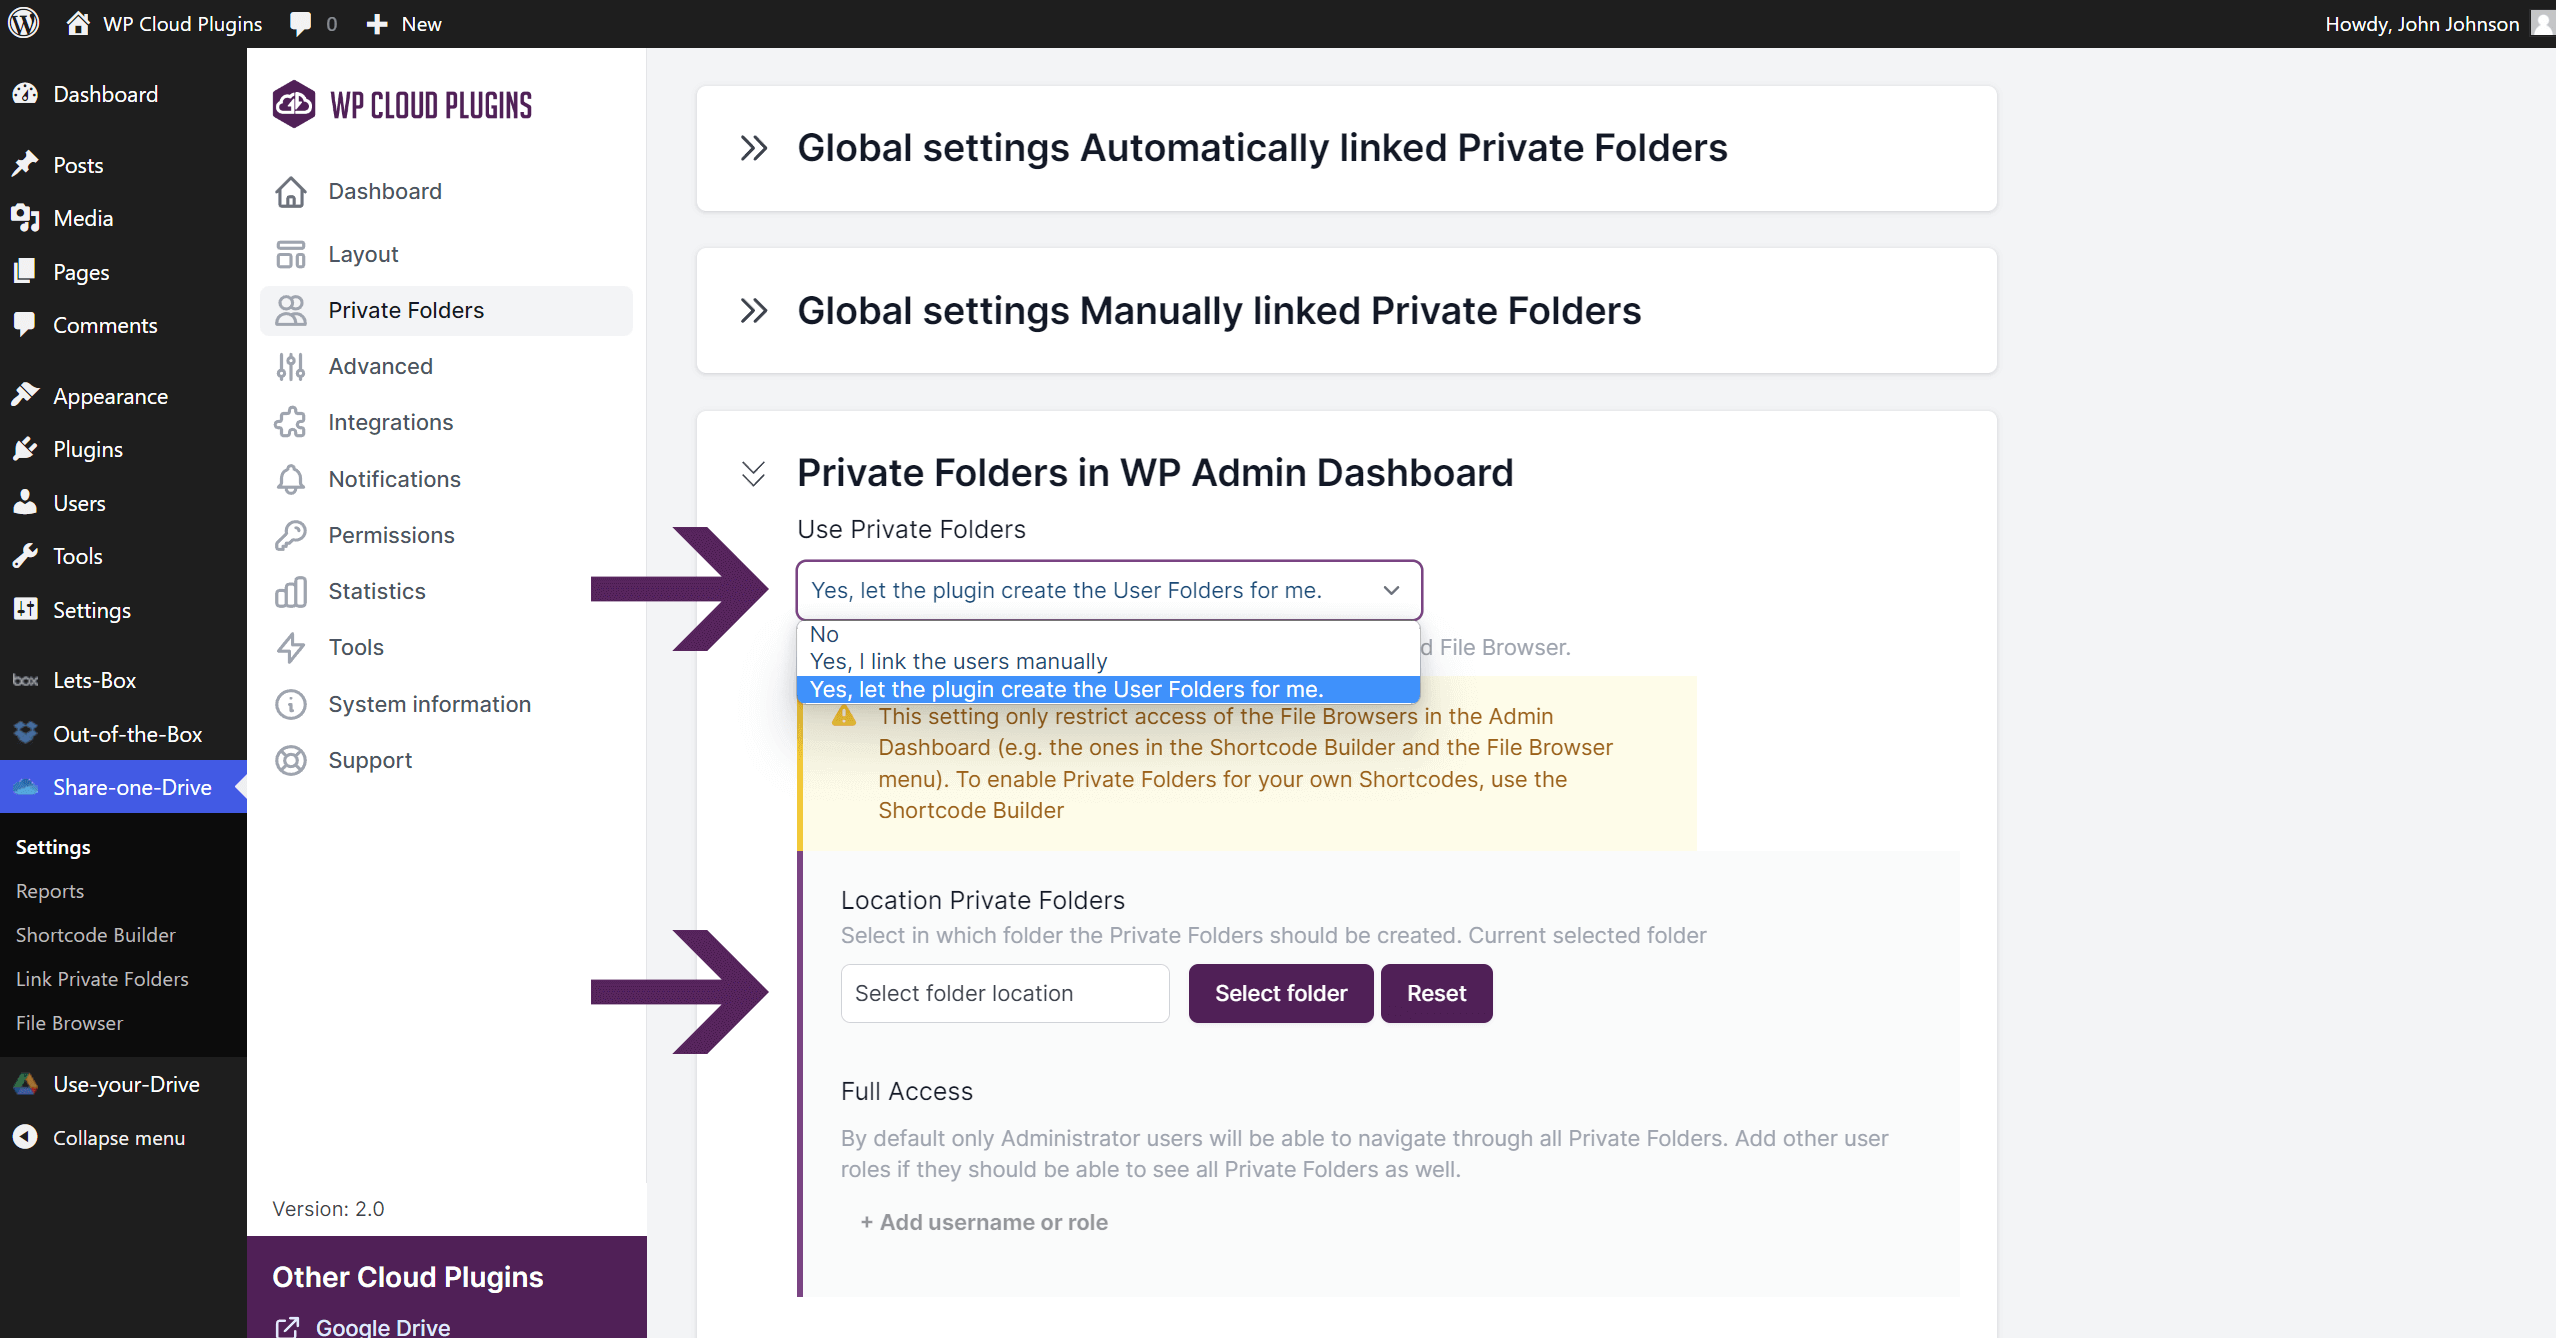 WP Cloud Plugins
0
New
Howdy, John Johnson
Dashboard
Posts
Media
Pages
Comments
Appearance
Plugins
Users
Tools
Settings
box
Lets-Box
Out-of-the-Box
Share-one-Drive
Settings
Reports
Shortcode Builder
Link Private Folders
File Browser
Use-your-Drive
Collapse menu
WP CLOUD PLUGINS
Dashboard
Layout
Private Folders
Advanced
Integrations
Notifications
Permissions
Statistics
Tools
System information
Support
Version: 2.0
Other Cloud Plugins
Google Drive
Global settings Automatically linked Private Folders
Global settings Manually linked Private Folders
Private Folders in WP Admin Dashboard
Use Private Folders
Yes, let the plugin create the User Folders for me.
No
Yes, I link the users manually
Yes, let the plugin create the User Folders for me.
File Browser.
This setting only restrict access of the File Browsers in the Admin
Dashboard (e.g. the ones in the Shortcode Builder and the File Browser
menu). To enable Private Folders for your own Shortcodes, use the
Shortcode Builder
Location Private Folders
Select in which folder the Private Folders should be created. Current selected folder
Select folder location
Select folder
Reset
Full Access
By default only Administrator users will be able to navigate through all Private Folders. Add other user
roles if they should be able to see all Private Folders as well.
+ Add username or role